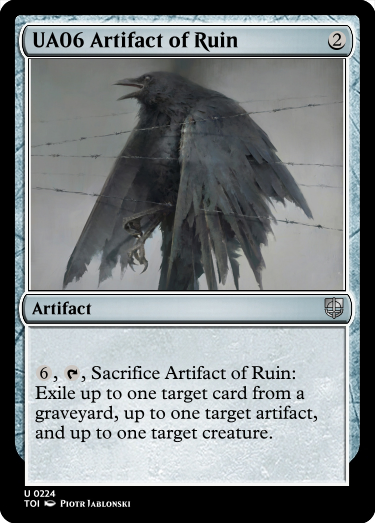 UA06 Artifact of Ruin 2
Artifact
6, , Sacrifice Artifact of Ruin:
Exile up to one target card from a
graveyard, up to one target artifact,
and up to one target creature.
U 0224
TOI Piotr Jabłonski